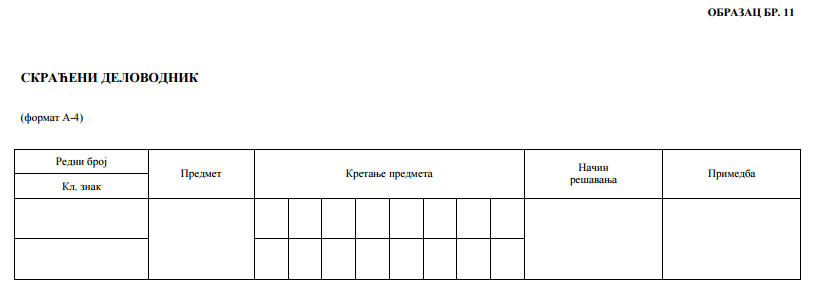 ОБРАЗАЦ БР. 11
СКРАЋЕНИ ДЕЛОВОДНИК
(формат А-4)
Редни број
Кл. знак
Предмет
Кретање предмета
Начин
решавања
Примедба